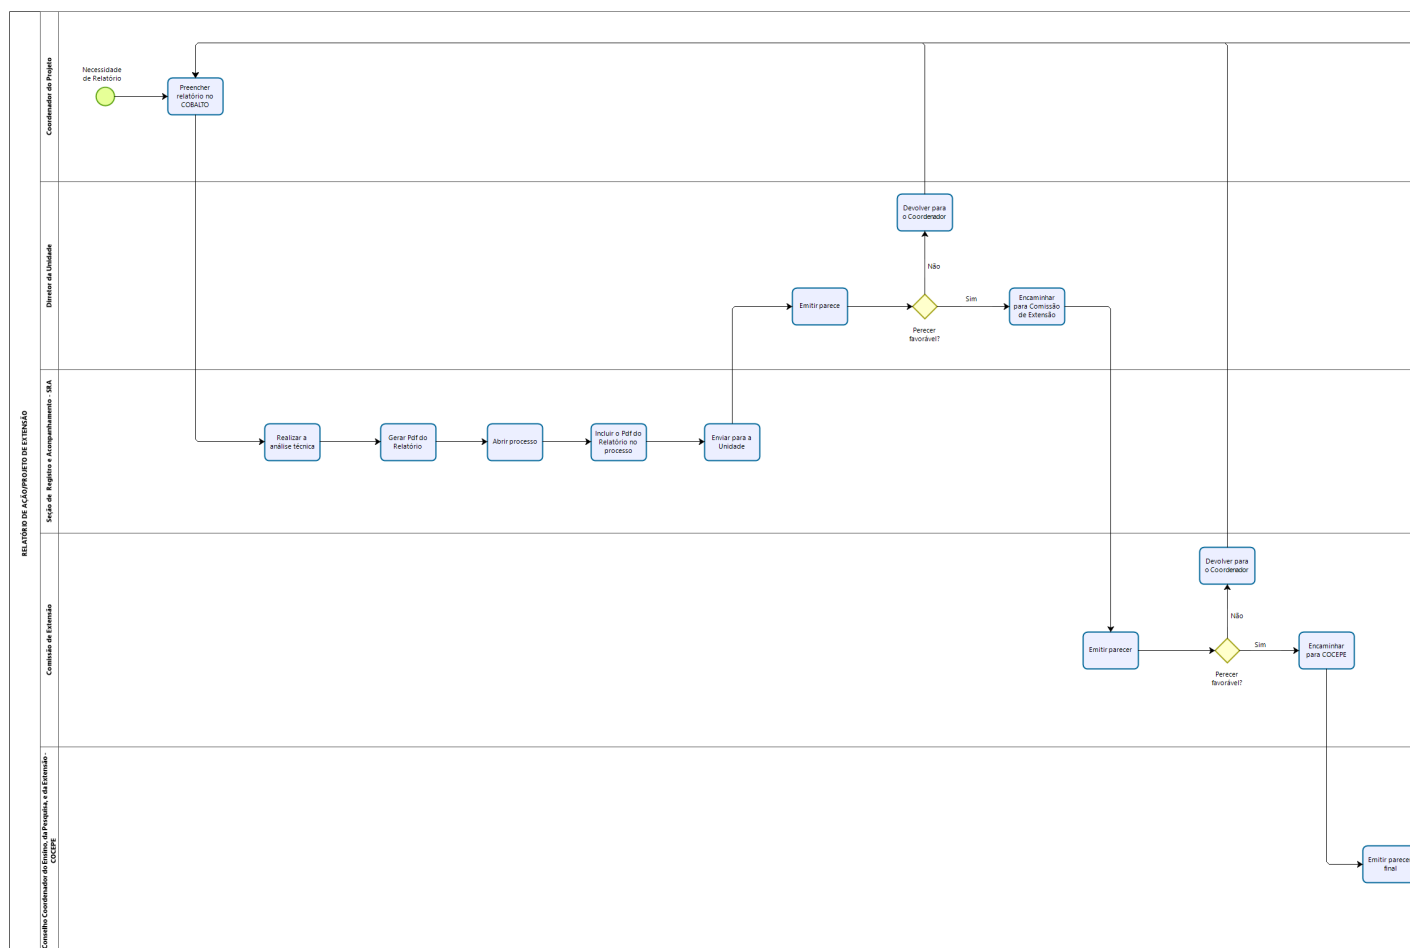 RELATÓRIO DE AÇÃO/PROJETO DE EXTENSÃO
Coordenador do Projeto
Necessidade
de Relatório
Preencher
relatório no
COBALTO
Diretor da Unidade
Devolver para
o Coordenador
Não
Emitir parece
Sim
Perecer
favorável?
Encaminhar
para Comissão
de Extensão
Seção de Registro e Acompanhamento - SRA
Realizar a
análise técnica
Gerar Pdf do
Relatório
Abrir processo
Incluir o Pdf do
Relatório no
processo
Enviar para a
Unidade
Comissão de Extensão
Devolver para
o Coordenador
Não
Emitir parecer
Sim
Perecer
favorável?
Encaminhar
para COCEPE
Conselho Coordenador do Ensino, da Pesquisa, e da Extensão -
COCEPE
Emitir parecer
final